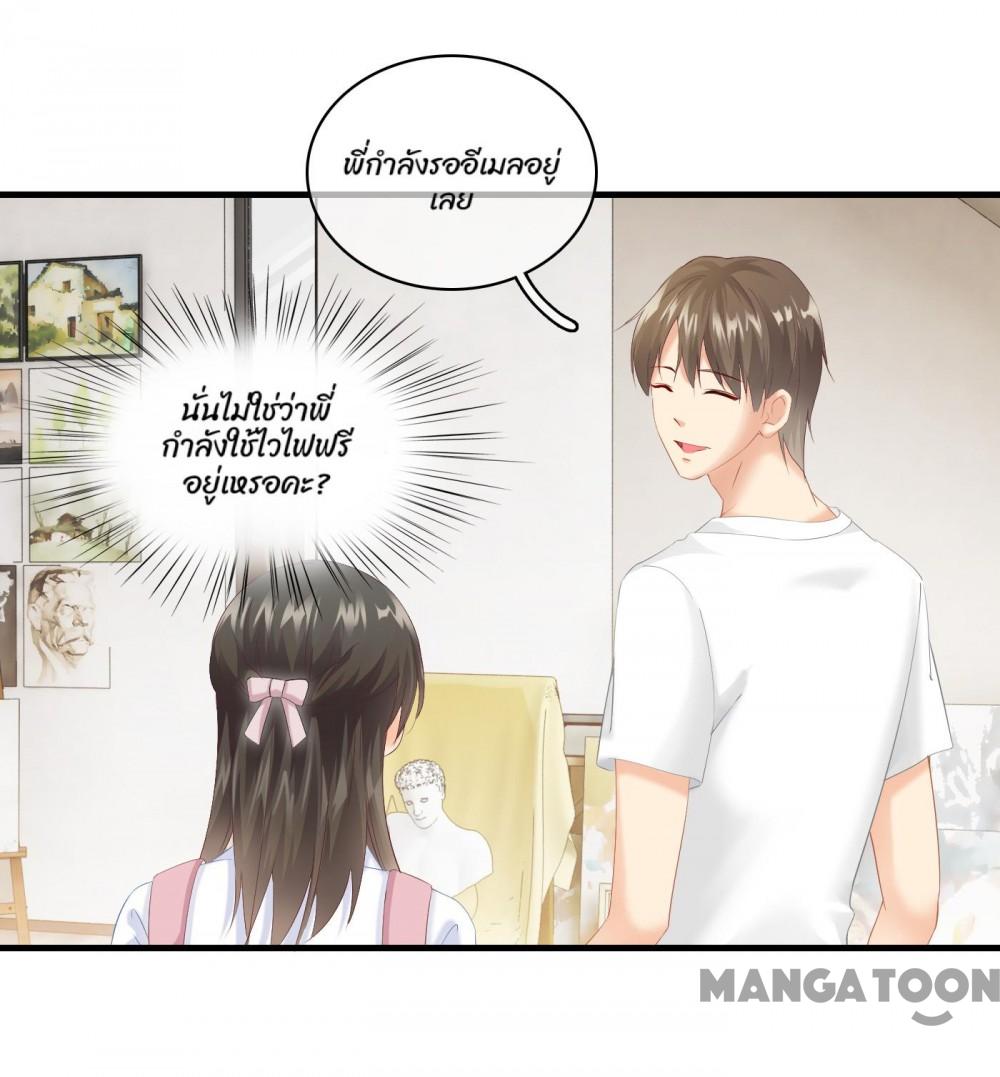 พี่กำลังรออีเมลอยู่
เลย
นั่นไม่ใช่ว่าพี่
กำลังใช้ไวไฟฟรี
อยู่เหรอคะ?
MANGATOON